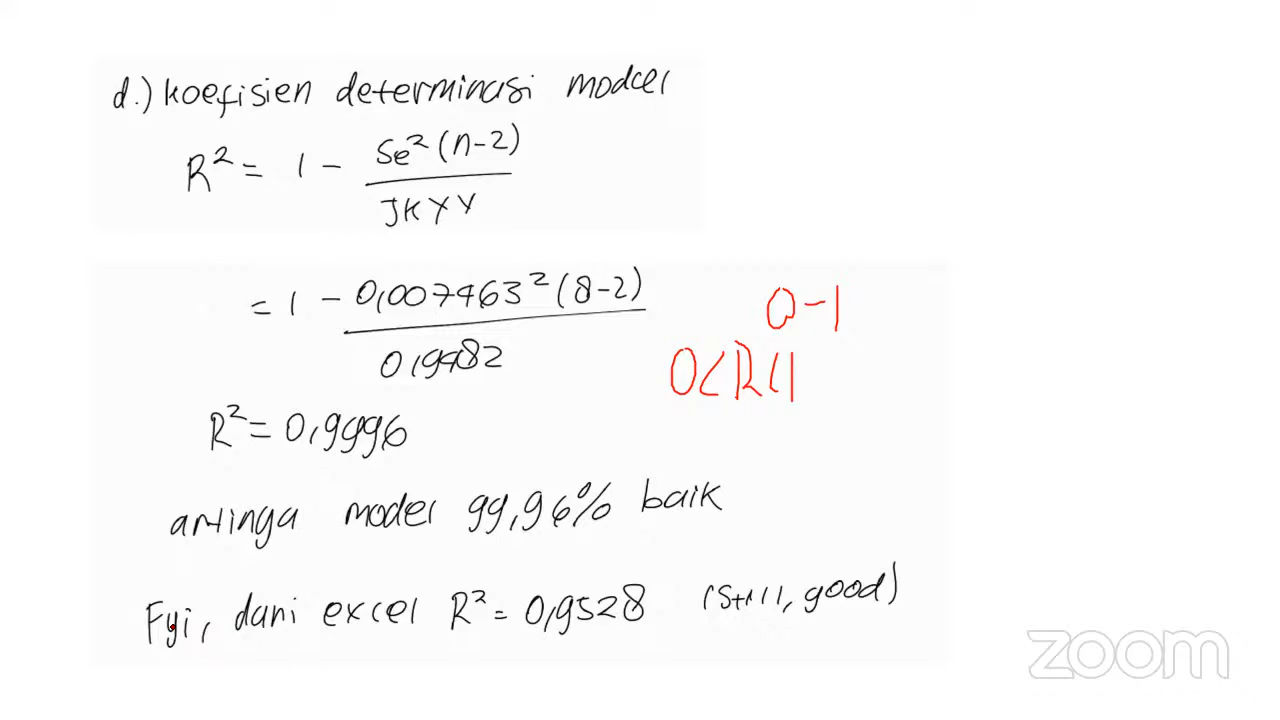 d.) koefisien determinasi model
R² = 1 - Se² (n-2)
JKYY
= 1 - 0,007463² (8-2)
0,9482
0-1
0<R<1
R² = 0,9996
artinya model 99,96% baik
Fyi, dari excel R² = 0,9528 (still, good)
zoom